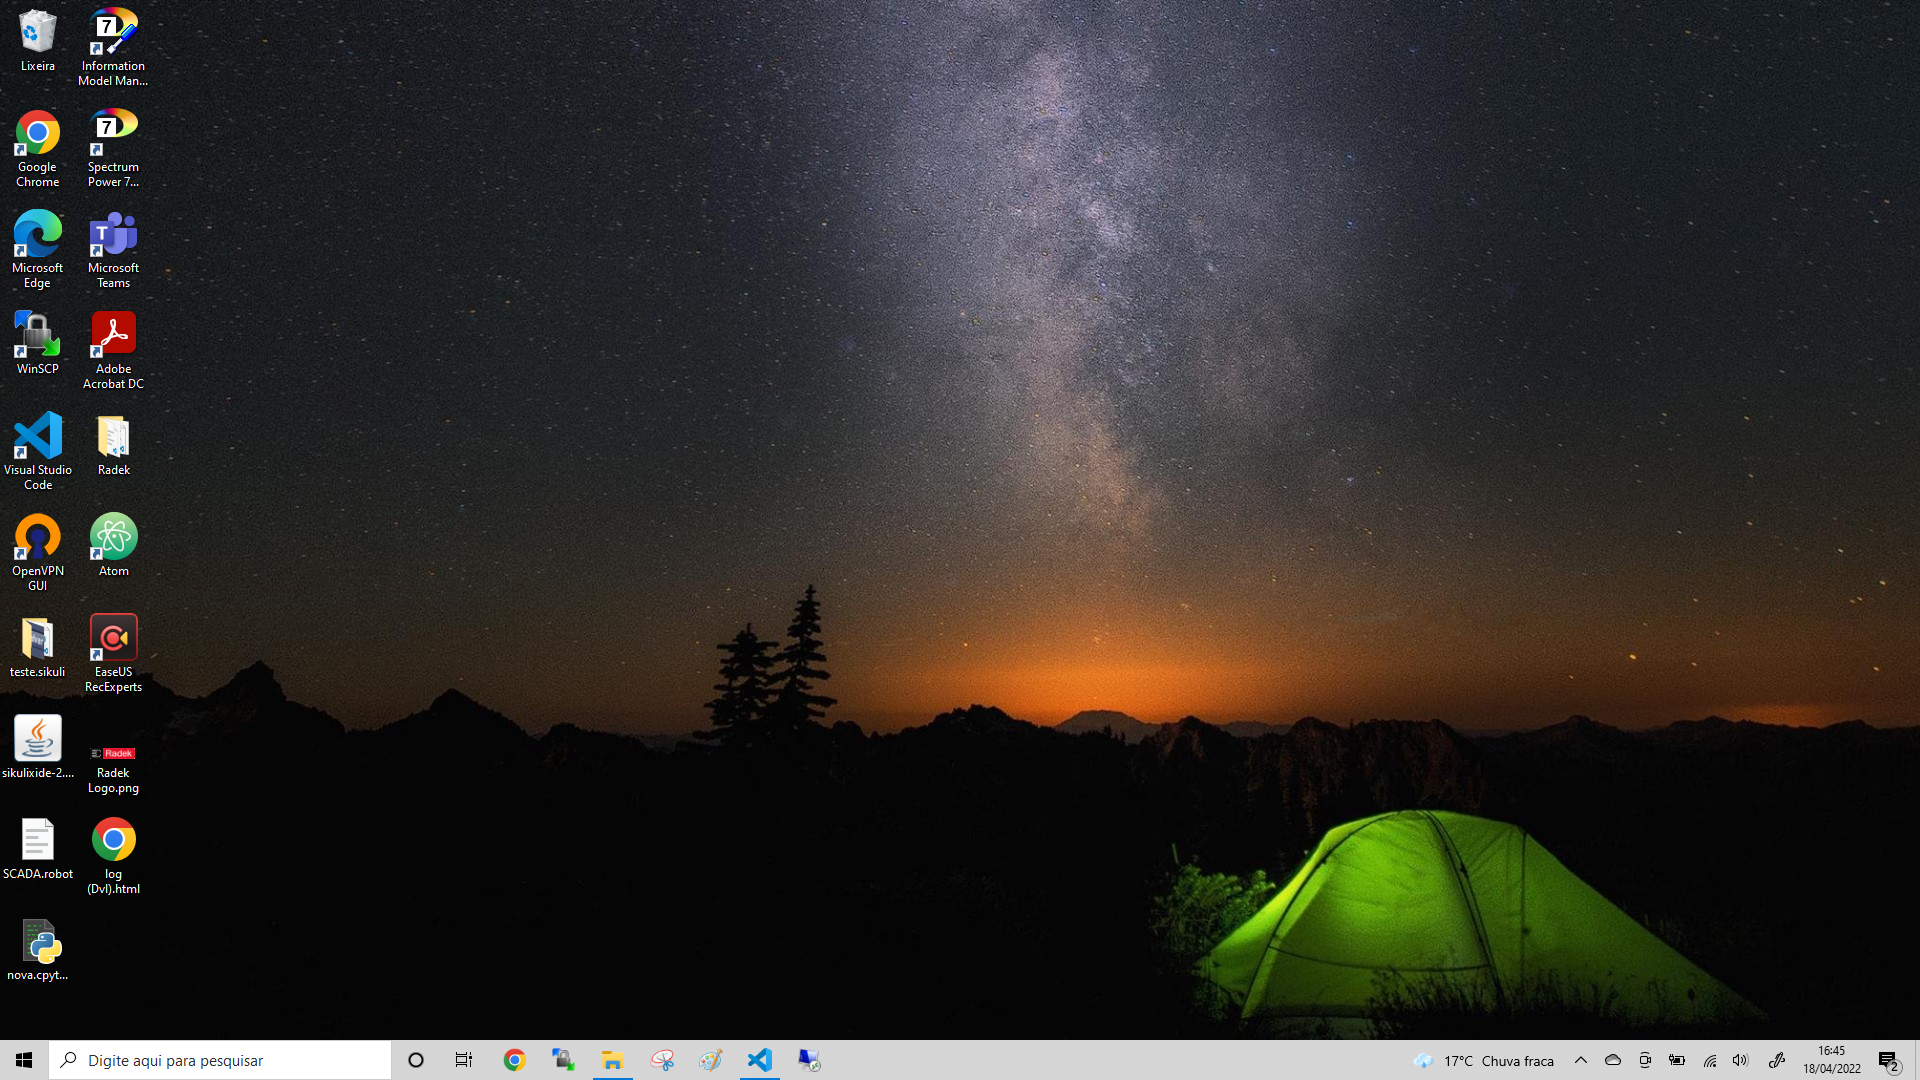 Lixeira
7
Information
Model Man...
Google
Chrome
7
Spectrum
Power 7...
Microsoft
Edge
T
Microsoft
Teams
WinSCP
Adobe
Acrobat DC
Visual Studio
Code
Radek
OpenVPN
GUI
Atom
teste.sikuli
EaseUS
RecExperts
sikulixide-2....
Radek
Radek
Logo.png
SCADA.robot
log
(Dvl).html
nova.cpyt...
Digite aqui para pesquisar
17°C Chuva fraca
16:45
18/04/2022
2